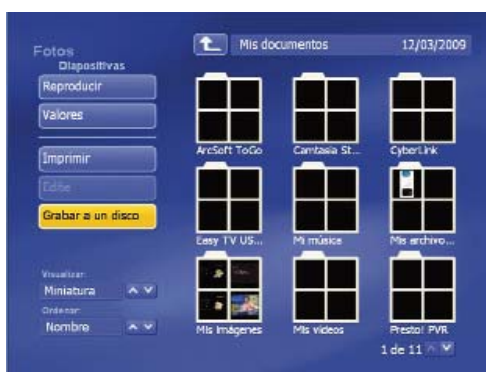 Fotos
Diapositivas
Reproducir
Valores
Imprimir
Edite
Grabar a un disco
Visualizar:
Miniatura
Ordenar:
Nombre
Mis documentos 12/03/2009
ArcSoft ToGo Camtasia St... CyberLink
Easy TV US... Mi música Mis archivo...
Mis imágenes Mis vídeos Presto! PVR
1 de 11